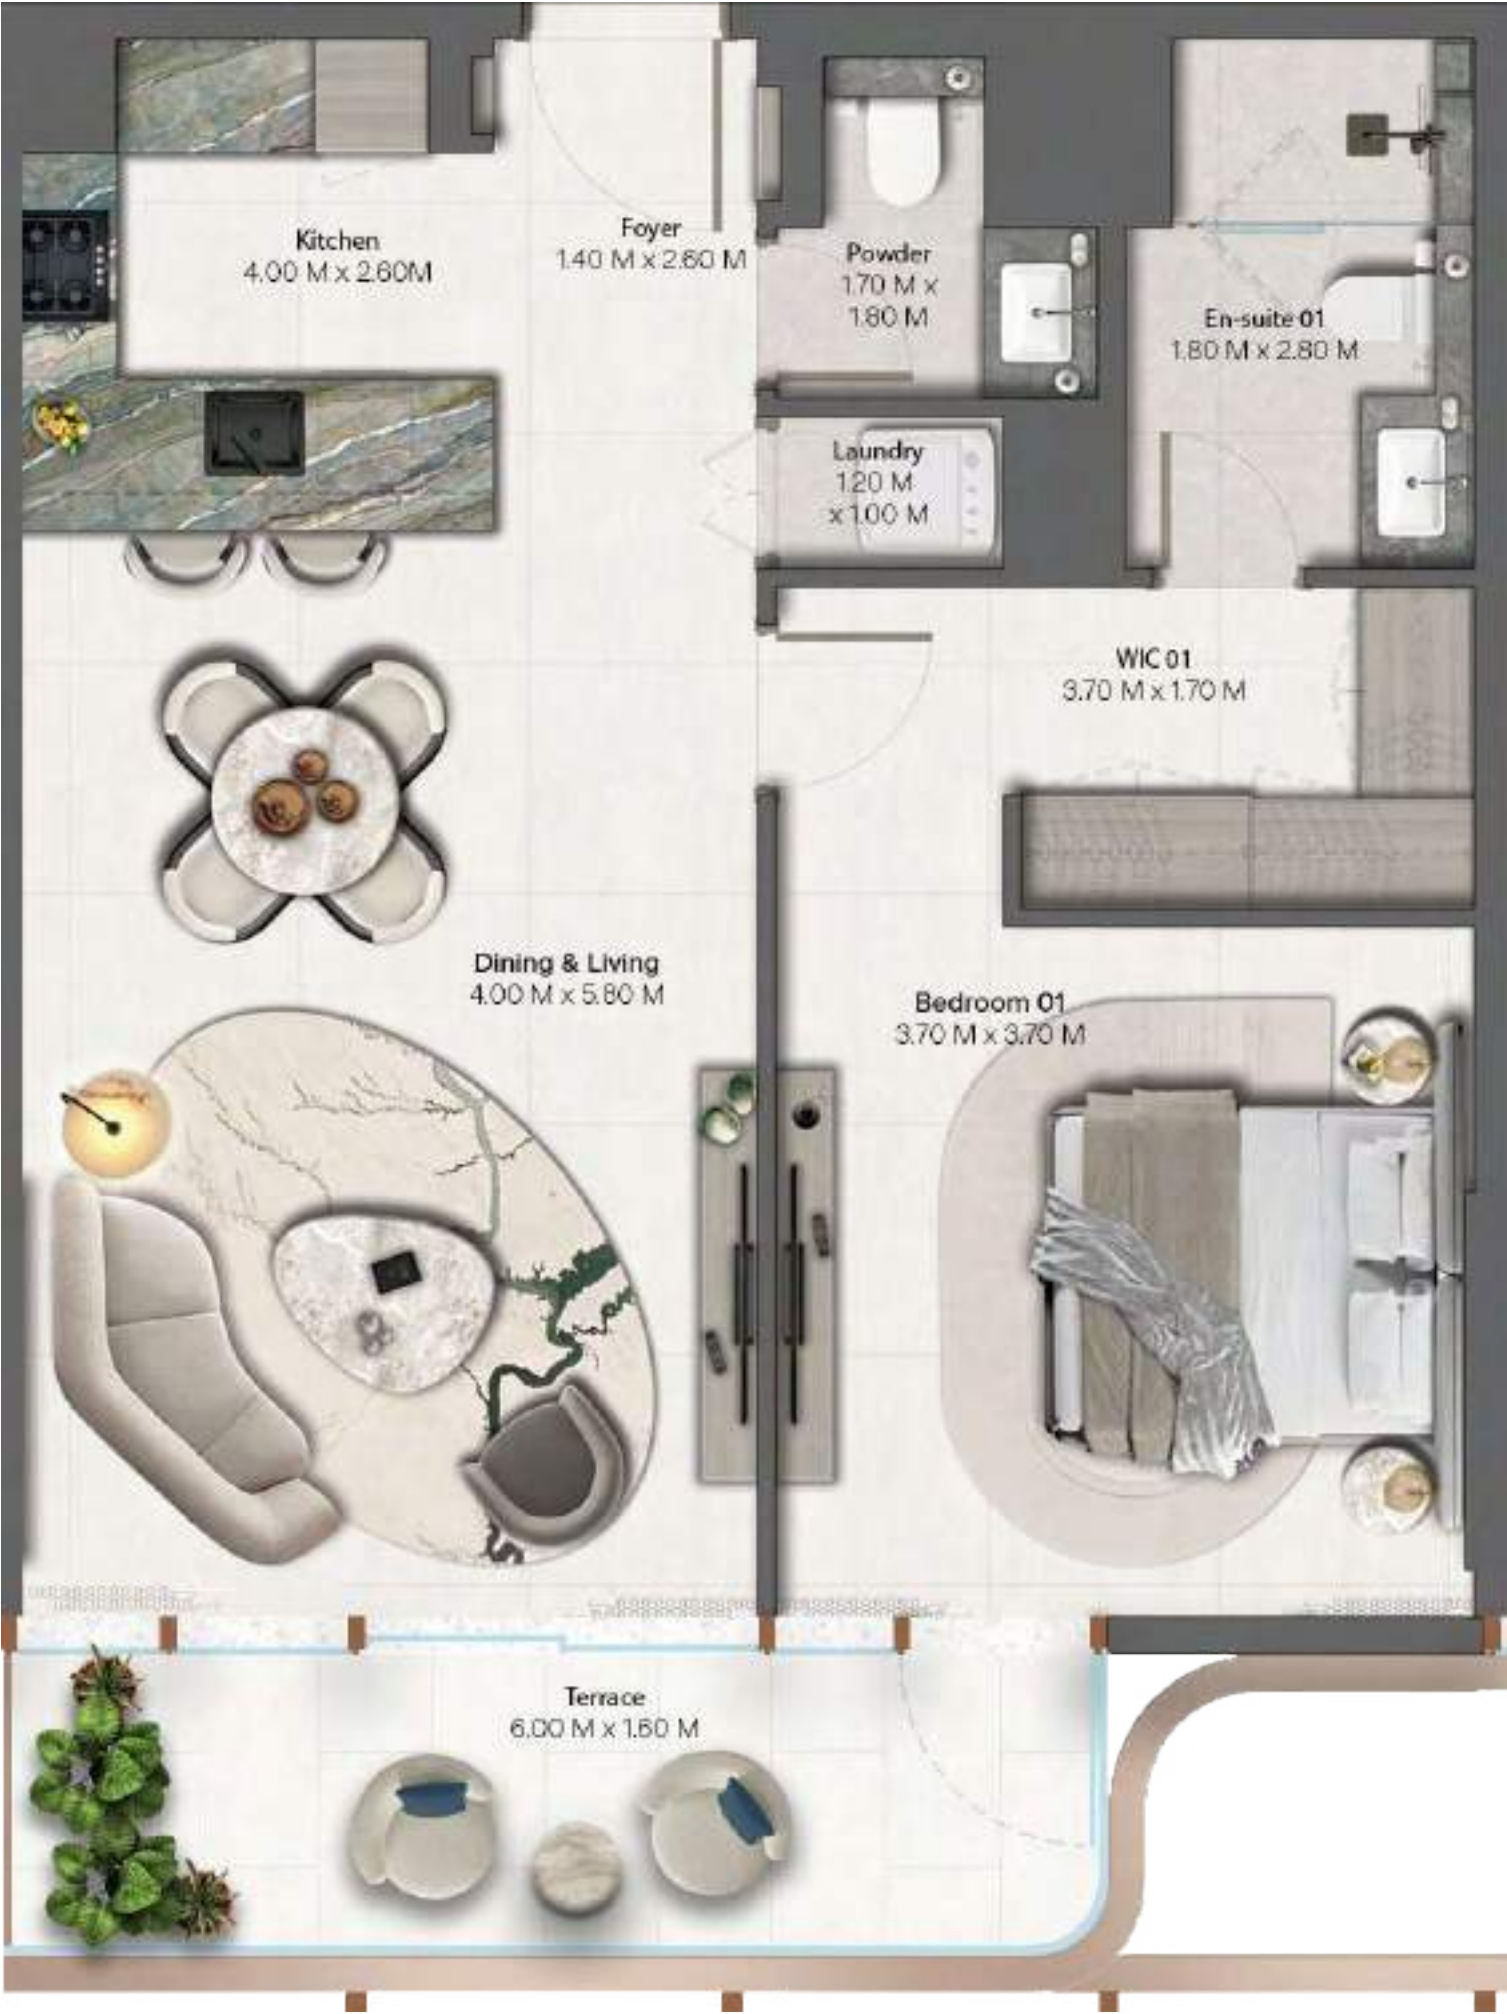 Kitchen
4.00 M x 2.60M
Foyer
1.40 M x 2.60 M
Powder
1.70 M x
1.80 M
En-suite 01
1.80 M x 2.80 M
Laundry
1.20 M
x 1.00 M
WIC 01
3.70 M x 1.70 M
Dining & Living
4.00 M x 5.80 M
Bedroom 01
3.70 M x 3.70 M
Terrace
6.00 M x 1.60 M